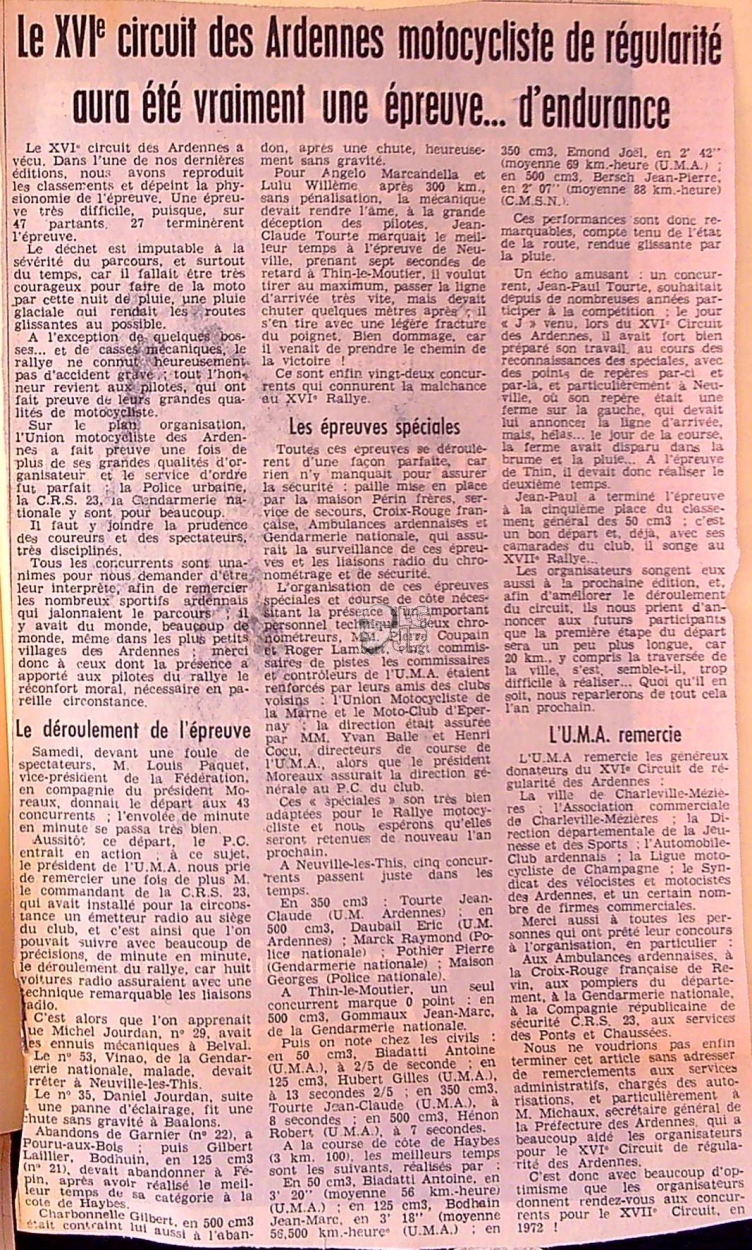 Le XVIe circuit des Ardennes motocycliste de régularité
aura été vraiment une épreuve... d'endurance
Le XVIe circuit des Ardennes a
vécu. Dans l'une de nos dernières
éditions, nous avons reproduit
les classements et dépeint la phy-
sionomie de l'épreuve. Une épreu-
ve très difficile, puisque, sur
47 partants, 27 terminèrent
l'épreuve.
Le déchet est imputable à la
sévérité du parcours, et surtout
du temps, car il fallait être très
courageux pour faire de la moto
par cette nuit de pluie, une pluie
glaciale qui rendait les routes
glissantes au possible.
A l'exception de quelques bos-
ses... et de casses mécaniques, le
rallye ne connut heureusement
pas d'accident grave ; tout l'hon-
neur revient aux pilotes, qui ont
fait preuve de leurs grandes qua-
lités de motocycliste.
Sur le plan organisation,
l'Union motocycliste des Arden-
nes a fait preuve une fois de
plus de ses grandes qualités d'or-
ganisateur et le service d'ordre
fut parfait : la Police urbaine,
la C.R.S. 23, la Gendarmerie na-
tionale y sont pour beaucoup.
Il faut y joindre la prudence
des coureurs et des spectateurs,
très disciplinés.
Tous les concurrents sont una-
nimes pour nous demander d'être
leur interprète, afin de remercier
les nombreux sportifs ardennais
qui jalonnaient le parcours ; il
y avait du monde, beaucoup de
monde, même dans les plus petits
villages des Ardennes ; merci
donc à ceux dont la présence a
apporté aux pilotes du rallye le
réconfort moral, nécessaire en pa-
reille circonstance.
Le déroulement de l'épreuve
Samedi, devant une foule de
spectateurs, M. Louis Paquet,
vice-président de la Fédération,
en compagnie du président Mo-
reaux, donnait le départ aux 43
concurrents ; l'envolée de minute
en minute se passa très bien.
Aussitôt ce départ, le P.C.
entrait en action ; à ce sujet,
le président de l'U.M.A. nous prie
de remercier une fois de plus M.
le commandant de la C.R.S. 23,
qui avait installé pour la circons-
tance un émetteur radio au siège
du club, et c'est ainsi que l'on
pouvait suivre avec beaucoup de
précisions, de minute en minute,
le déroulement du rallye, car huit
voitures radio assuraient avec une
technique remarquable les liaisons
radio.
C'est alors que l'on apprenait
que Michel Jourdan, n° 29, avait
des ennuis mécaniques à Belval.
Le n° 53, Vinao, de la Gendar-
merie nationale, malade, devait
arrêter à Neuville-les-This.
Le n° 35, Daniel Jourdan, suite
à une panne d'éclairage, fit une
chute sans gravité à Baalons.
Abandons de Garnier (n° 22), à
Pouru-aux-Bois ; puis Gilbert
Laillier, Bodhuin, en 125 cm3
(n° 21), devait abandonner à Fé-
pin, après avoir réalisé le meil-
leur temps de sa catégorie à la
cote de Haybes.
Charbonnelle Gilbert, en 500 cm3
était contraint lui aussi à l'aban-
don, après une chute, heureuse-
ment sans gravité.
Pour Angelo Marcandella et
Lulu Willème, après 300 km.,
sans pénalisation, la mécanique
devait rendre l'âme, à la grande
déception des pilotes, Jean-
Claude Tourte marquait le meil-
leur temps à l'épreuve de Neu-
ville, prenant sept secondes de
retard à Thin-le-Moutier, il voulut
tirer au maximum, passer la ligne
d'arrivée très vite, mais devait
chuter quelques mètres après ; il
s'en tire avec une légère fracture
du poignet. Bien dommage, car
il venait de prendre le chemin de
la victoire !
Ce sont enfin vingt-deux concur-
rents qui connurent la malchance
au XVIe Rallye.
Les épreuves spéciales
Toutes ces épreuves se déroulè-
rent d'une façon parfaite, car
rien n'y manquait pour assurer
la sécurité : paille mise en place
par la maison Périn frères, ser-
vice de secours, Croix-Rouge fran-
çaise, Ambulances ardennaises et
Gendarmerie nationale, qui assu-
rait la surveillance de ces épreu-
ves et les liaisons radio du chro-
nométrage et de sécurité.
L'organisation de ces épreuves
spéciales et course de côte néces-
sitant la présence d'un important
personnel deux chro-
nométreurs, Coupain
et Roger commis-
saires de pistes les commissaires
et contrôleurs de l'U.M.A. étaient
renforcés par leurs amis des clubs
voisins : l'Union Motocycliste de
la Marne et le Moto-Club d'Eper-
nay ; la direction était assurée
par MM. Yvan Balle et Henri
Cocu, directeurs de course de
l'U.M.A., alors que le président
Moreaux assurait la direction gé-
nérale au P.C. du club.
Ces « spéciales » son très bien
adaptées pour le Rallye motocy-
cliste et nous espérons qu'elles
seront retenues de nouveau l'an
prochain.
A Neuville-les-This, cinq concur-
rents passent juste dans les
temps.
En 350 cm3 : Tourte Jean-
Claude (U.M. Ardennes) ; en
500 cm3, Daubail Eric (U.M.
Ardennes) ; Marck Raymond (Po-
lice nationale) ; Pothier Pierre
(Gendarmerie nationale) ; Maison
Georges (Police nationale).
A Thin-le-Moutier, un seul
concurrent marque 0 point : en
500 cm3, Gommaux Jean-Marc,
de la Gendarmerie nationale.
Puis on note chez les civils :
en 50 cm3, Biadatti Antoine
(U.M.A.), à 2/5 de seconde ; en
125 cm3, Hubert Gilles (U.M.A.),
à 13 secondes 2/5 ; en 350 cm3,
Tourte Jean-Claude (U.M.A.), à
8 secondes ; en 500 cm3, Hénon
Robert (U.M.A.), à 7 secondes.
A la course de côte de Haybes
(3 km. 100), les meilleurs temps
sont les suivants, réalisés par :
En 50 cm3, Biadatti Antoine, en
3' 20'' (moyenne 56 km.-heure)
(U.M.A.) ; en 125 cm3, Bodhain
Jean-Marc, en 3' 18'' (moyenne
56,500 km.-heure) (U.M.A.) ; en
350 cm3, Emond Joël, en 2' 42''
(moyenne 69 km.-heure (U.M.A.) ;
en 500 cm3, Bersch Jean-Pierre,
en 2' 07'' (moyenne 88 km.-heure)
(C.M.S.N.).
Ces performances sont donc re-
marquables, compte tenu de l'état
de la route, rendue glissante par
la pluie.
Un écho amusant : un concur-
rent, Jean-Paul Tourte, souhaitait
depuis de nombreuses années par-
ticiper à la compétition ; le jour
« J » venu, lors du XVIe Circuit
des Ardennes, il avait fort bien
préparé son travail, au cours des
reconnaissances des spéciales, avec
des points de repères par-ci et
par-là, et particulièrement à Neu-
ville, où son repère était une
ferme sur la gauche, qui devait
lui annoncer la ligne d'arrivée,
mais, hélas... le jour de la course,
la ferme avait disparu dans la
brume et la pluie... A l'épreuve
de Thin, il devait donc réaliser le
deuxième temps.
Jean-Paul a terminé l'épreuve
à la cinquième place du classe-
ment général des 50 cm3 ; c'est
un bon départ et, déjà, avec ses
camarades du club, il songe au
XVIIe Rallye...
Les organisateurs songent eux
aussi à la prochaine édition, et,
afin d'améliorer le déroulement
du circuit, ils nous prient d'an-
noncer aux futurs participants
que la première étape du départ
sera un peu plus longue, car
20 km., y compris la traversée de
la ville, s'est, semble-t-il, trop
difficile à réaliser... Quoi qu'il en
soit, nous reparlerons de tout cela
l'an prochain.
L'U.M.A. remercie
L'U.M.A remercie les généreux
donateurs du XVIe Circuit de ré-
gularité des Ardennes :
La ville de Charleville-Méziè-
res ; l'Association commerciale
de Charleville-Mézières ; la Di-
rection départementale de la Jeu-
nesse et des Sports ; l'Automobile-
Club ardennais ; la Ligue moto-
cycliste de Champagne ; le Syn-
dicat des vélocistes et motocistes
des Ardennes, et un certain nom-
bre de firmes commerciales.
Merci aussi à toutes les per-
sonnes qui ont prêté leur concours
à l'organisation, en particulier :
Aux Ambulances ardennaises, à
la Croix-Rouge française de Re-
vin, aux pompiers du départe-
ment, à la Gendarmerie nationale,
à la Compagnie républicaine de
sécurité C.R.S. 23, aux services
des Ponts et Chaussées.
Nous ne voudrions pas enfin
terminer cet article sans adresser
de remerciements aux services
administratifs, chargés des auto-
risations, et particulièrement à
M. Michaux, secrétaire général de
la Préfecture des Ardennes, qui a
beaucoup aidé les organisateurs
pour le XVIe Circuit de régula-
rité des Ardennes.
C'est donc avec beaucoup d'op-
timisme que les organisateurs
donnent rendez-vous aux concur-
rents pour le XVIIe Circuit, en
1972 !